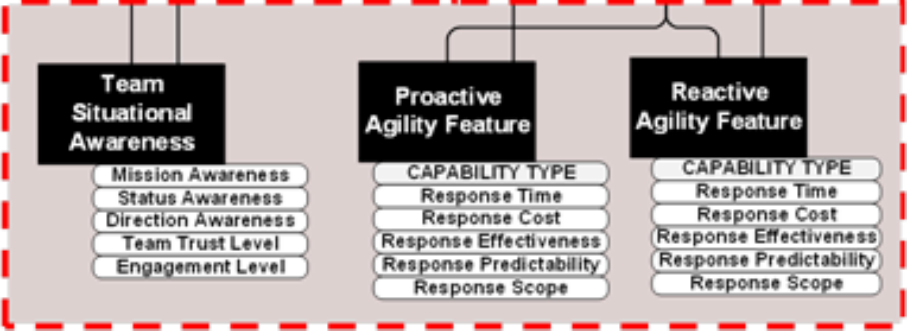 Team
Situational
Awareness
Mission Awareness
Status Awareness
Direction Awareness
Team Trust Level
Engagement Level
Proactive
Agility Feature
CAPABILITY TYPE
Response Time
Response Cost
Response Effectiveness
Response Predictability
Response Scope
Reactive
Agility Feature
CAPABILITY TYPE
Response Time
Response Cost
Response Effectiveness
Response Predictability
Response Scope